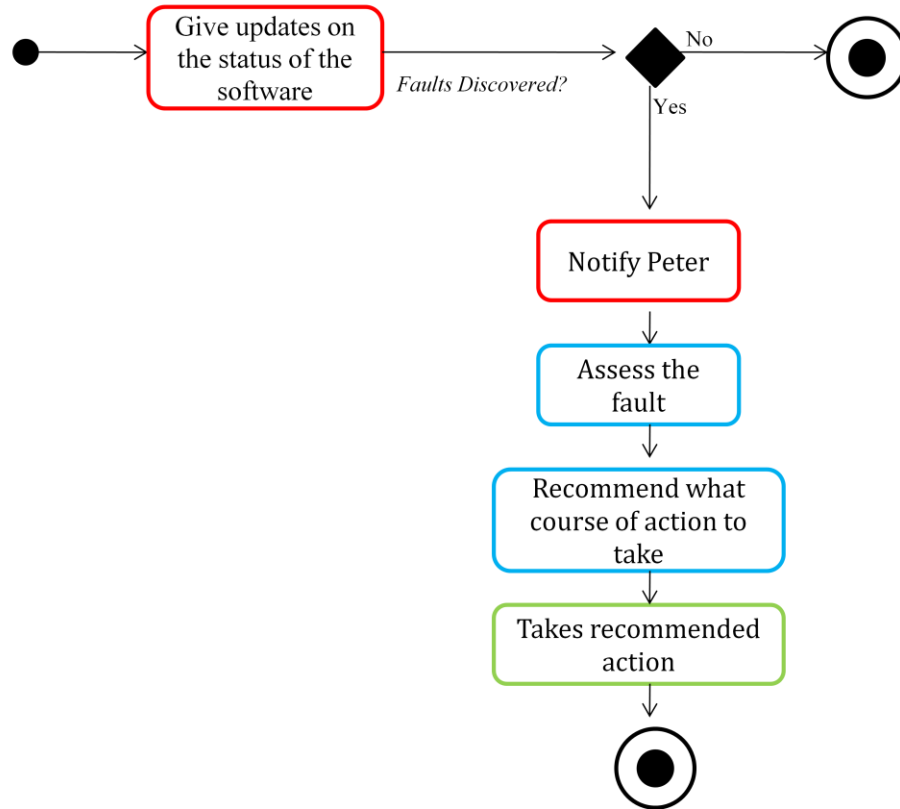 Give updates on
the status of the
software
Faults Discovered?
No
Yes
Notify Peter
Assess the
fault
Recommend what
course of action to
take
Takes recommended
action